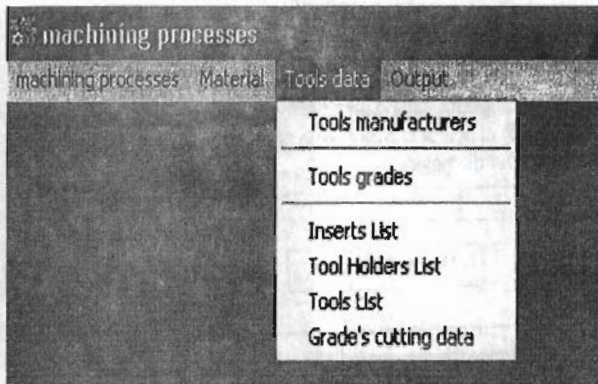 machining processes
machining processes Material Tools data Output
Tools manufacturers
Tools grades
Inserts List
Tool Holders List
Tools List
Grade's cutting data